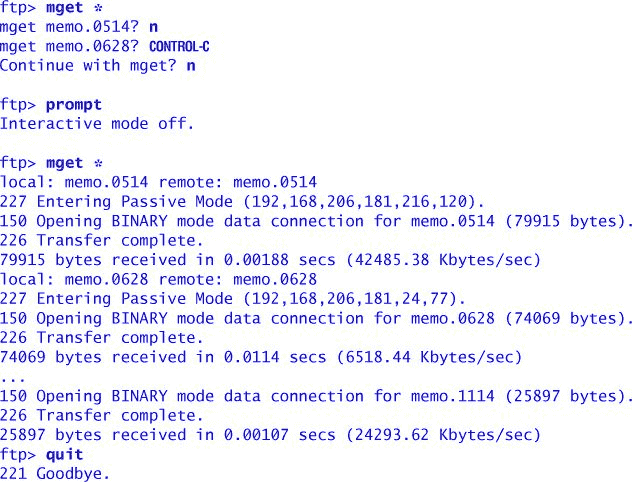 ftp> mget *
mget memo.0514? n
mget memo.0628? CONTROL-C
Continue with mget? n
ftp> prompt
Interactive mode off.
ftp> mget *
local: memo.0514 remote: memo.0514
227 Entering Passive Mode (192,168,206,181,216,120).
150 Opening BINARY mode data connection for memo.0514 (79915 bytes).
226 Transfer complete.
79915 bytes received in 0.00188 secs (42485.38 Kbytes/sec)
local: memo.0628 remote: memo.0628
227 Entering Passive Mode (192,168,206,181,24,77).
150 Opening BINARY mode data connection for memo.0628 (74069 bytes).
226 Transfer complete.
74069 bytes received in 0.0114 secs (6518.44 Kbytes/sec)
...
150 Opening BINARY mode data connection for memo.1114 (25897 bytes).
226 Transfer complete.
25897 bytes received in 0.00107 secs (24293.62 Kbytes/sec)
ftp> quit
221 Goodbye.